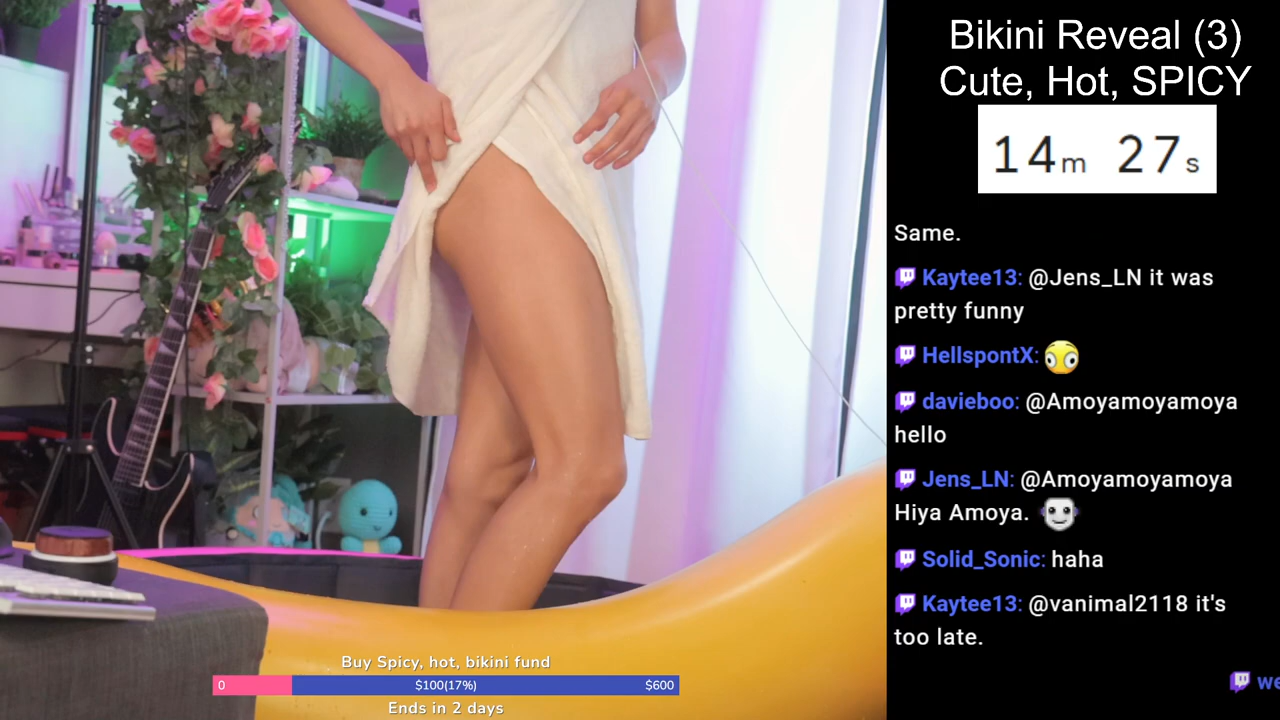 Bikini Reveal (3)
Cute, Hot, SPICY
14m 27s
Same.
Kaytee13: @Jens_LN it was
pretty funny
HellspontX:
davieboo: @Amoyamoyamoya
hello
Jens_LN: @Amoyamoyamoya
Hiya Amoya.
Solid_Sonic: haha
Kaytee13: @vanimal2118 it's
too late.
we
Buy Spicy, hot, bikini fund
0 $100(17%) $600
Ends in 2 days